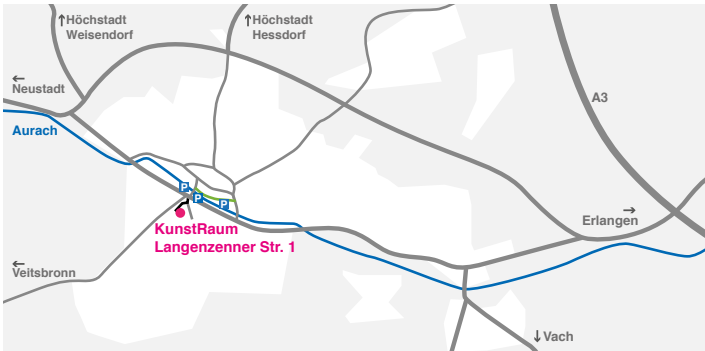 ↑Höchstadt
Weisendorf
↑Höchstadt
Hessdorf
←
Neustadt
A3
Aurach
P
P
P
Erlangen →
KunstRaum
Langenzenner Str. 1
←
Veitsbronn
↓Vach